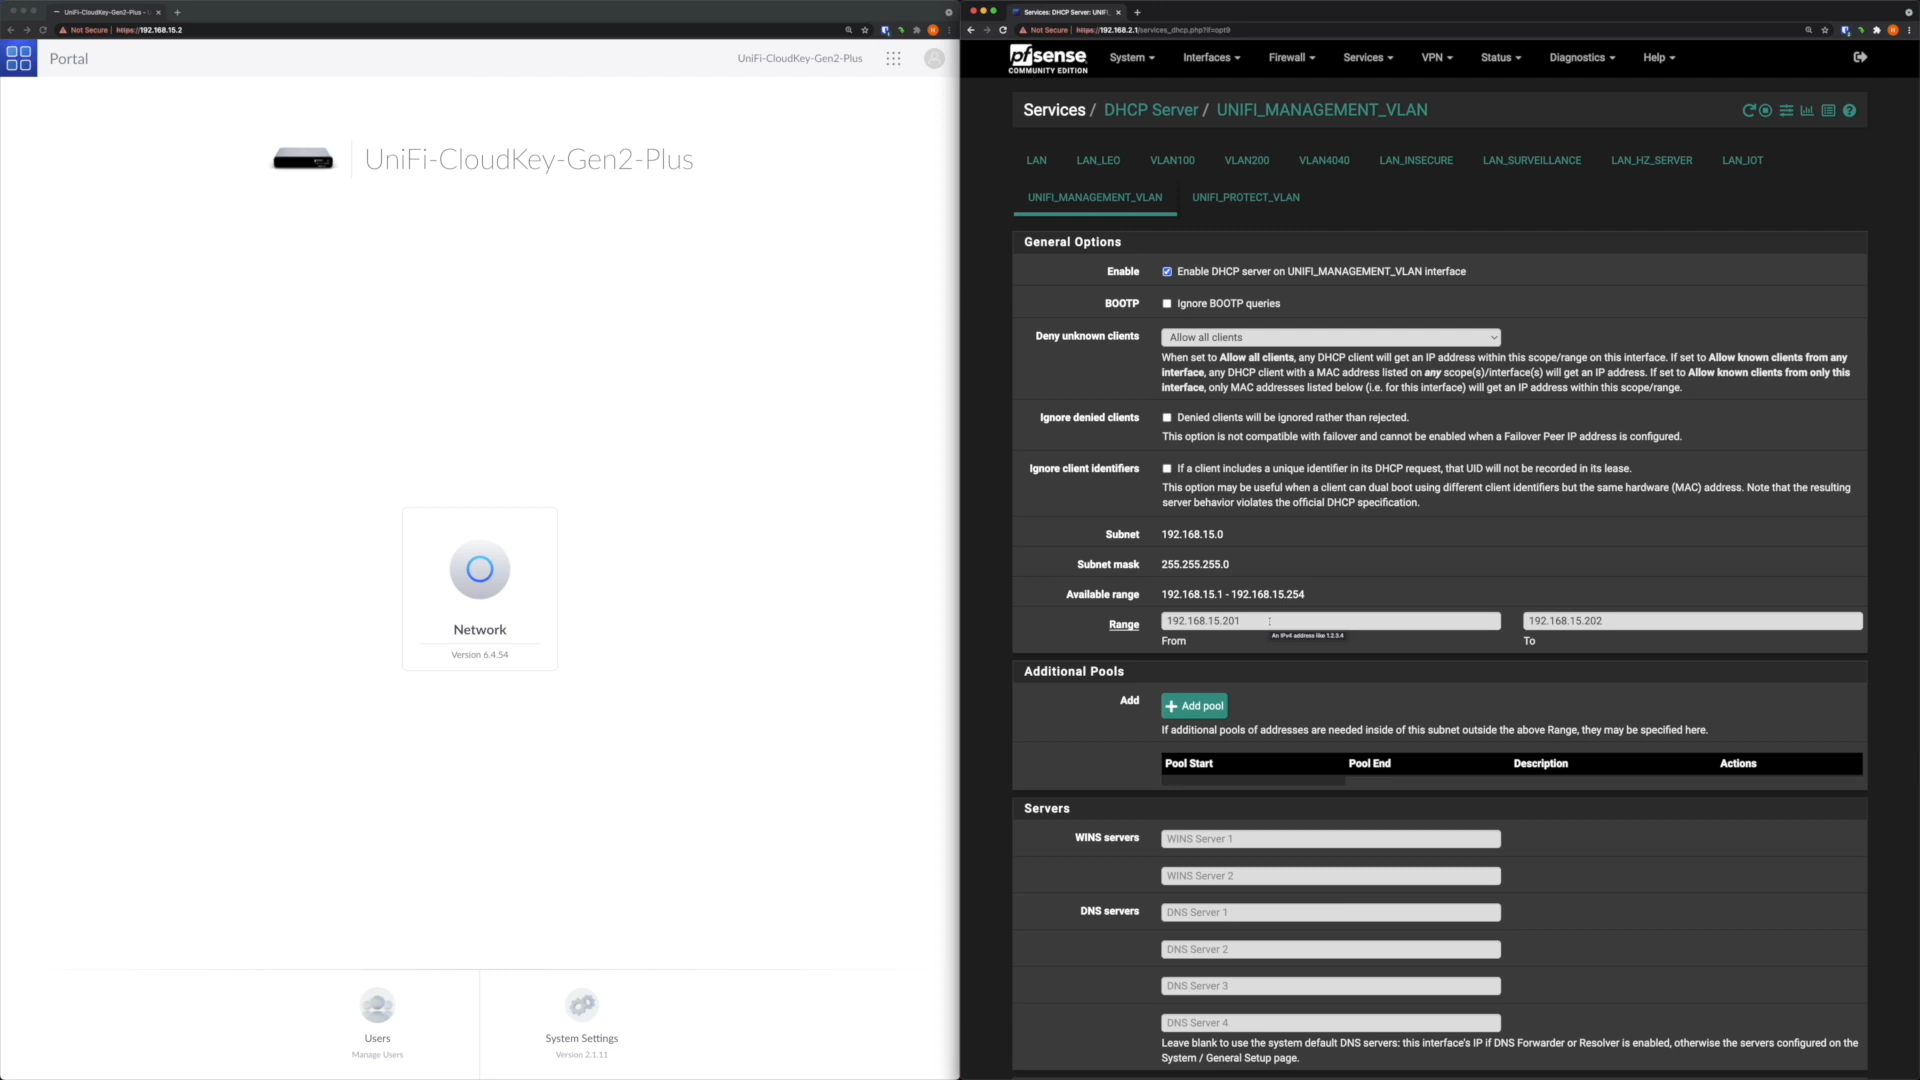 UniFi-CloudKey-Gen2-Plus -
Not Secure https://192.168.15.2
Portal
UniFi-CloudKey-Gen2-Plus
UniFi-CloudKey-Gen2-Plus
Network
Version 6.4.54
Users
Manage Users
System Settings
Version 2.1.11
Services: DHCP Server: UNIF
Not Secure https://192.168.2.1/services_dhcp.php?if=opt9
pfsense
COMMUNITY EDITION
System
Interfaces
Firewall
Services
VPN
Status
Diagnostics
Help
Services / DHCP Server / UNIFI_MANAGEMENT_VLAN
LAN
LAN_LEO
VLAN100
VLAN200
VLAN4040
LAN_INSECURE
LAN_SURVEILLANCE
LAN_HZ_SERVER
LAN_IOT
UNIFI_MANAGEMENT_VLAN
UNIFI_PROTECT_VLAN
General Options
Enable
Enable DHCP server on UNIFI_MANAGEMENT_VLAN interface
BOOTP
Ignore BOOTP queries
Deny unknown clients
Allow all clients
When set to Allow all clients, any DHCP client will get an IP address within this scope/range on this interface. If set to Allow known clients from any
interface, any DHCP client with a MAC address listed on any scope(s)/interface(s) will get an IP address. If set to Allow known clients from only this
interface, only MAC addresses listed below (i.e. for this interface) will get an IP address within this scope/range.
Ignore denied clients
Denied clients will be ignored rather than rejected.
This option is not compatible with failover and cannot be enabled when a Failover Peer IP address is configured.
Ignore client identifiers
If a client includes a unique identifier in its DHCP request, that UID will not be recorded in its lease.
This option may be useful when a client can dual boot using different client identifiers but the same hardware (MAC) address. Note that the resulting
server behavior violates the official DHCP specification.
Subnet
192.168.15.0
Subnet mask
255.255.255.0
Available range
192.168.15.1 - 192.168.15.254
Range
192.168.15.201
192.168.15.202
An IPv4 address like 1.2.3.4
From
To
Additional Pools
Add
Add pool
If additional pools of addresses are needed inside of this subnet outside the above Range, they may be specified here.
Pool Start
Pool End
Description
Actions
Servers
WINS servers
WINS Server 1
WINS Server 2
DNS servers
DNS Server 1
DNS Server 2
DNS Server 3
DNS Server 4
Leave blank to use the system default DNS servers: this interface's IP if DNS Forwarder or Resolver is enabled, otherwise the servers configured on the
System / General Setup page.